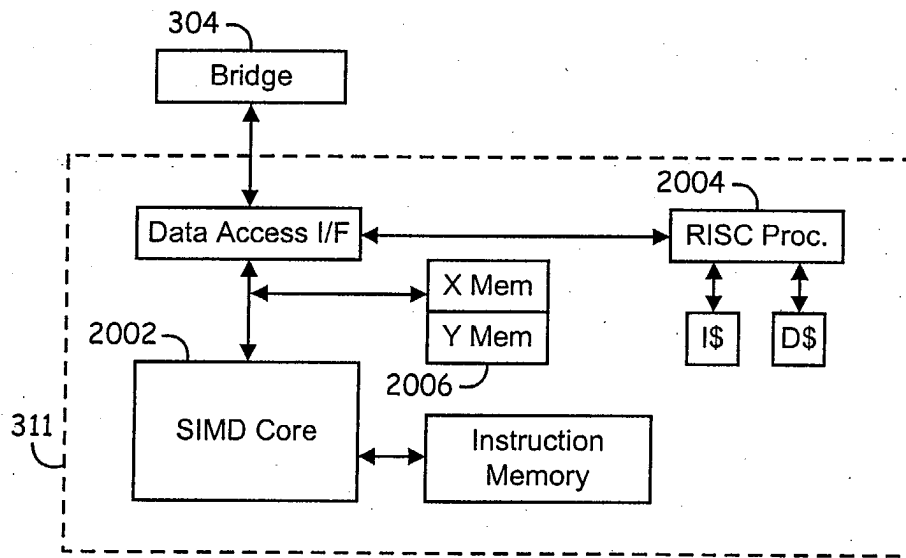 304
Bridge
2004
Data Access I/F
RISC Proc.
X Mem
Y Mem
I$
D$
2002
2006
311
SIMD Core
Instruction
Memory